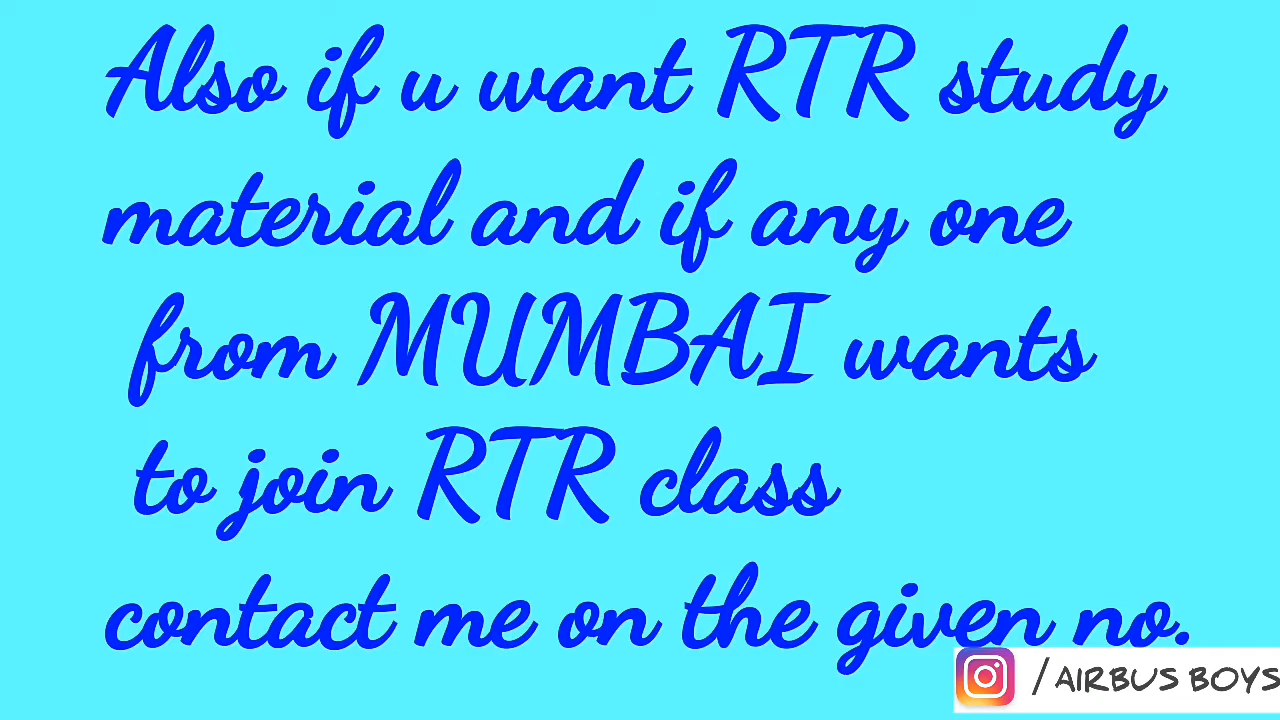 Also if u want RTR study
material and if any one
from MUMBAI wants
to join RTR class
contact me on the given no.
/AIRBUS BOYS